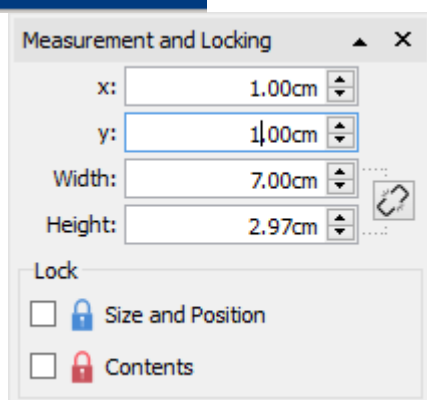 Measurement and Locking
x: 1.00cm
y: 1.00cm
Width: 7.00cm
Height: 2.97cm
Lock
Size and Position
Contents